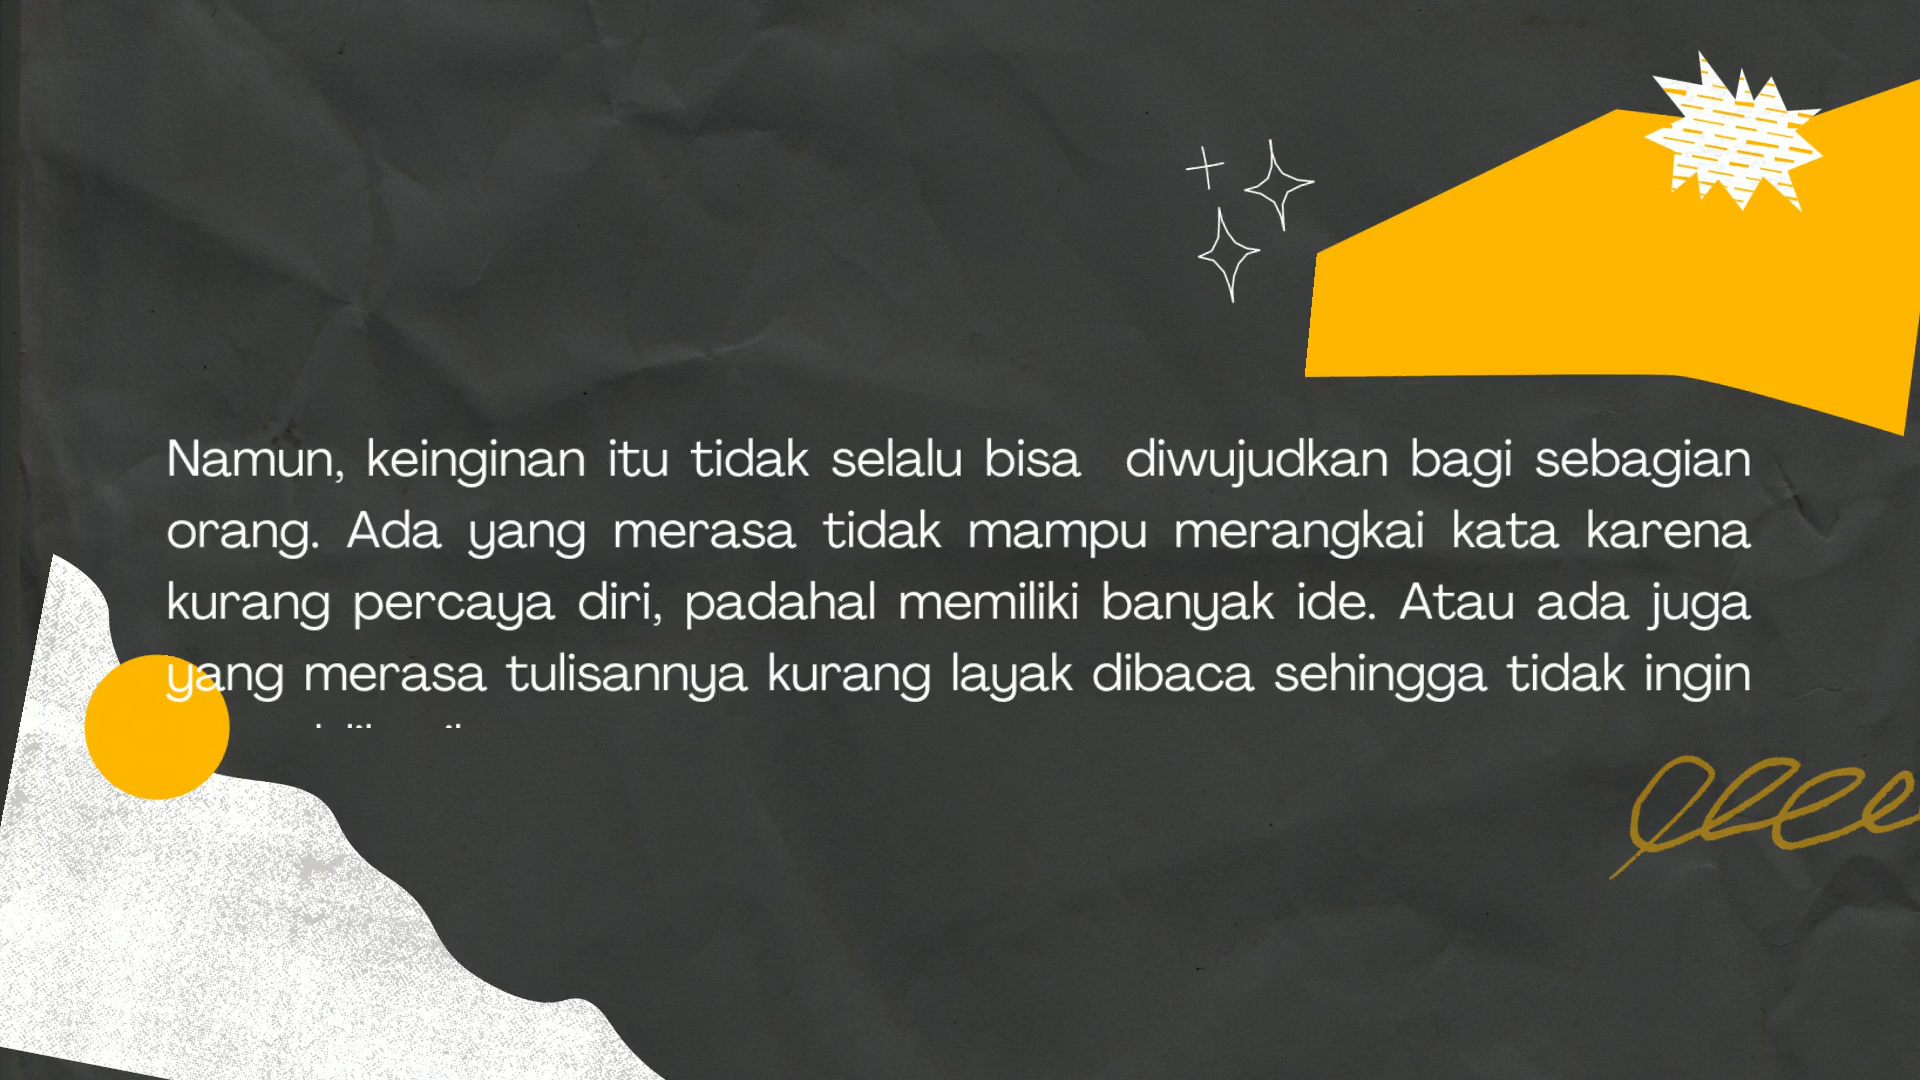 Namun, keinginan itu tidak selalu bisa diwujudkan bagi sebagian
orang. Ada yang merasa tidak mampu merangkai kata karena
kurang percaya diri, padahal memiliki banyak ide. Atau ada juga
yang merasa tulisannya kurang layak dibaca sehingga tidak ingin